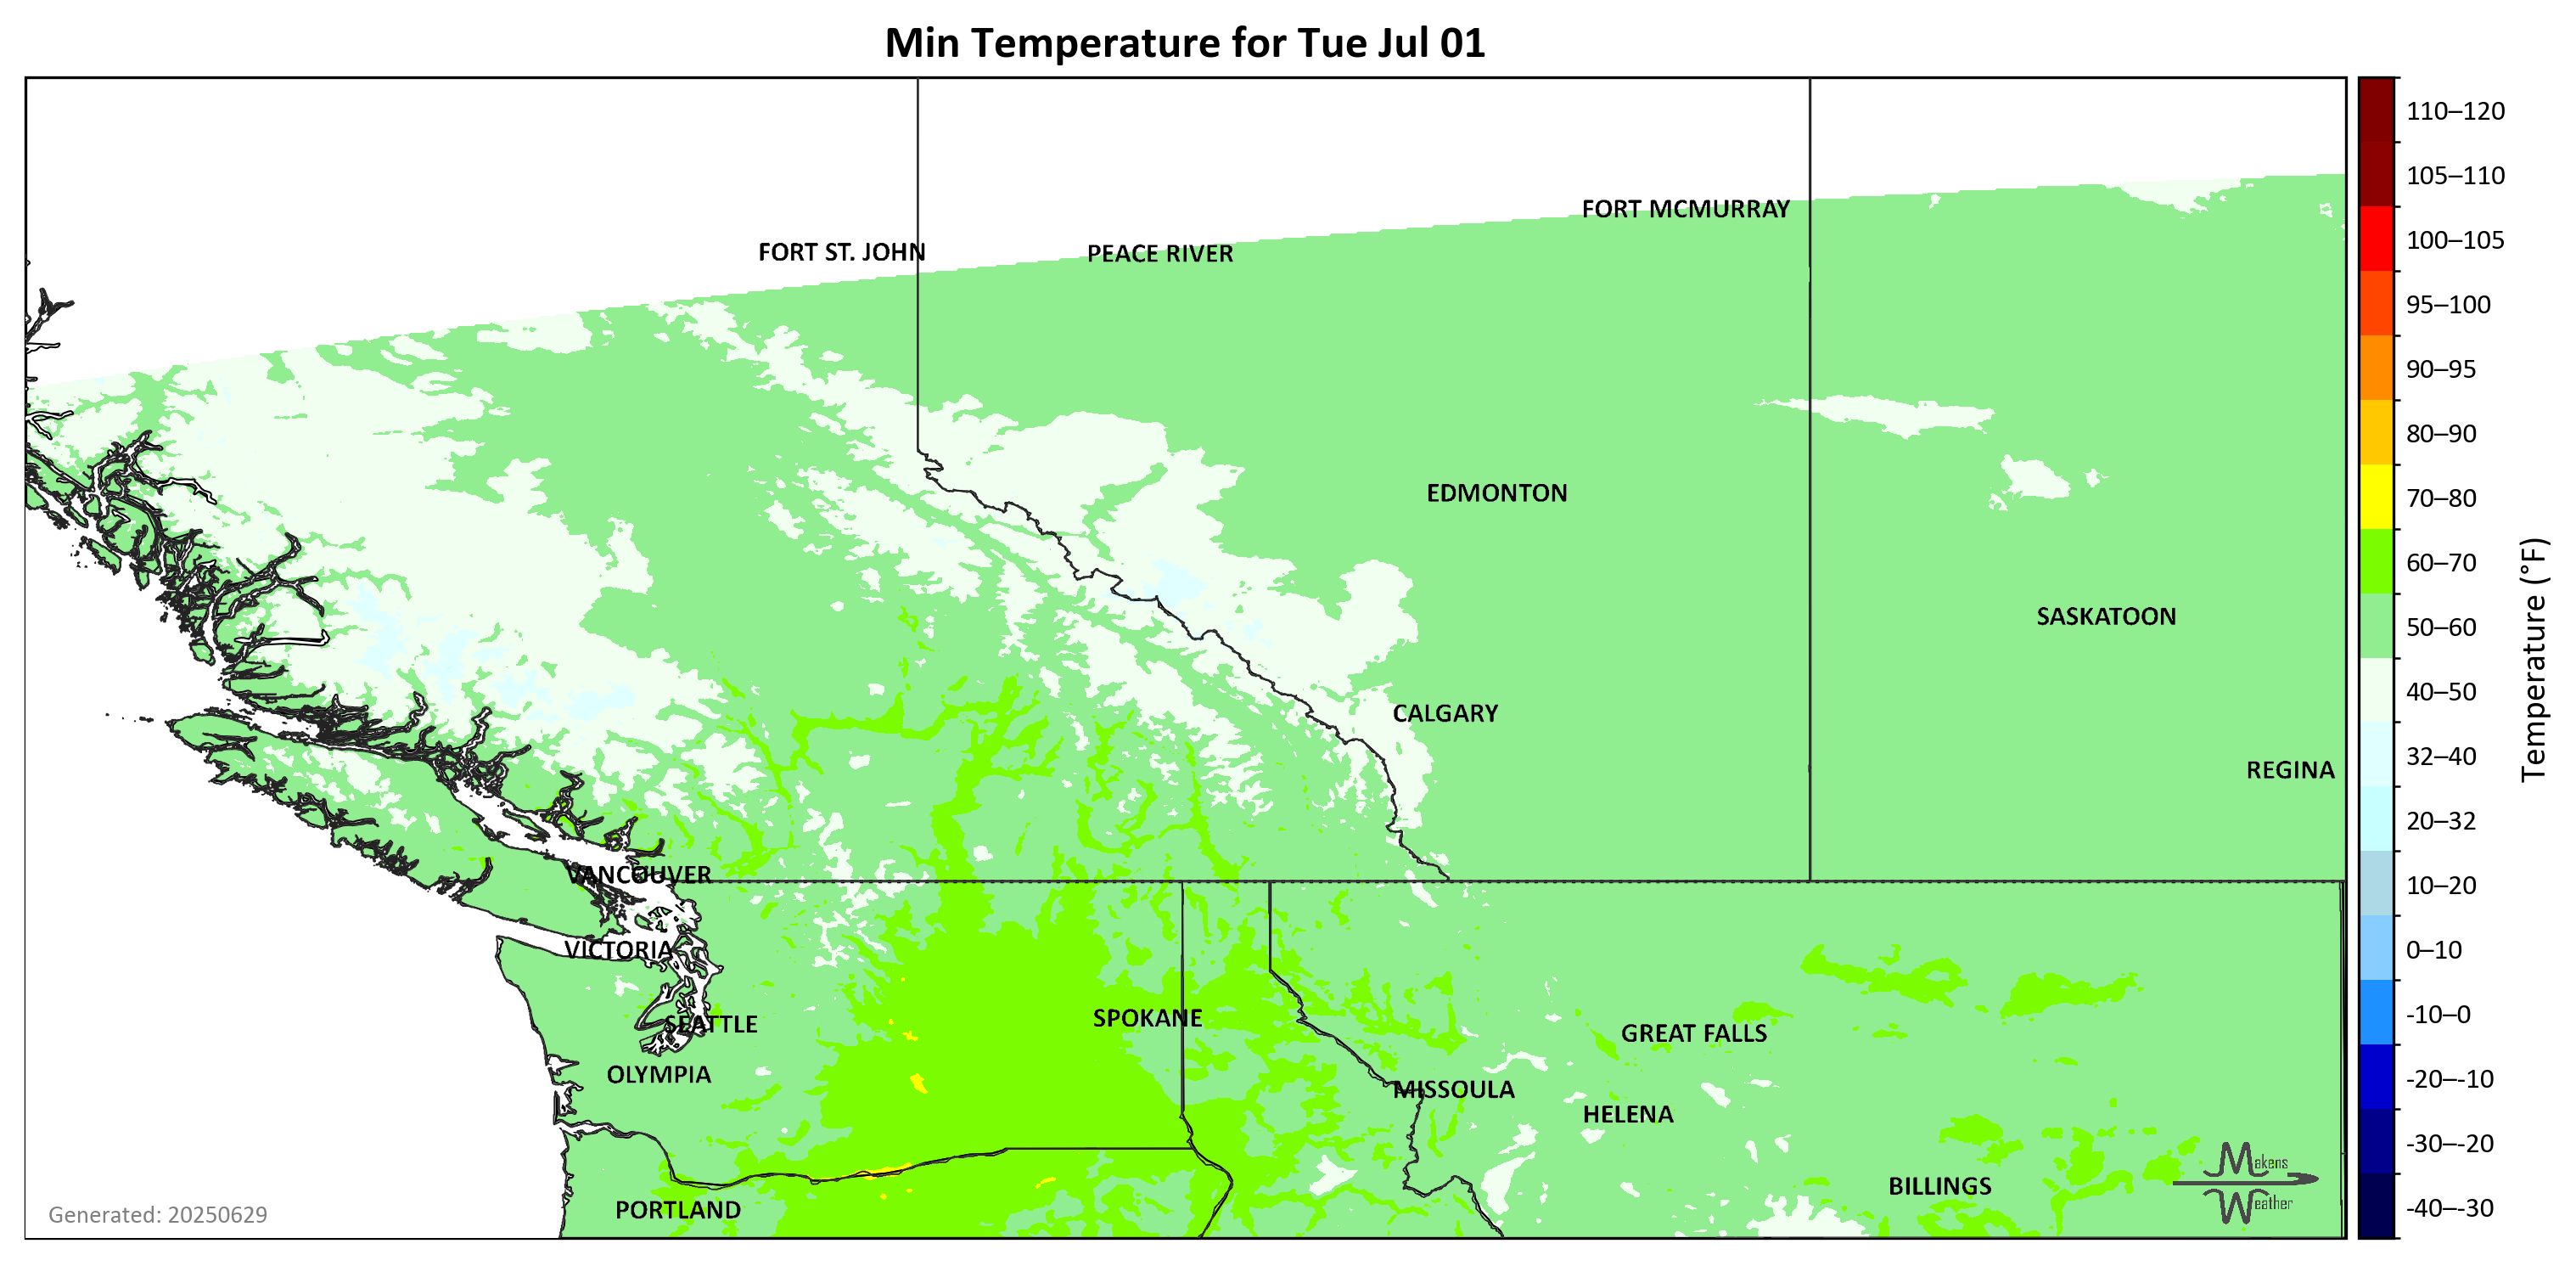 Min Temperature for Tue Jul 01
110–120
105–110
100–105
95–100
90–95
80–90
70–80
60–70
50–60
40–50
32–40
20–32
10–20
0–10
-10–0
-20–-10
-30–-20
-40–-30
Temperature (°F)
FORT MCMURRAY
FORT ST. JOHN
PEACE RIVER
EDMONTON
SASKATOON
CALGARY
REGINA
VANCOUVER
VICTORIA
SEATTLE
SPOKANE
GREAT FALLS
OLYMPIA
MISSOULA
HELENA
BILLINGS
PORTLAND
Makens
Weather
Generated: 20250629